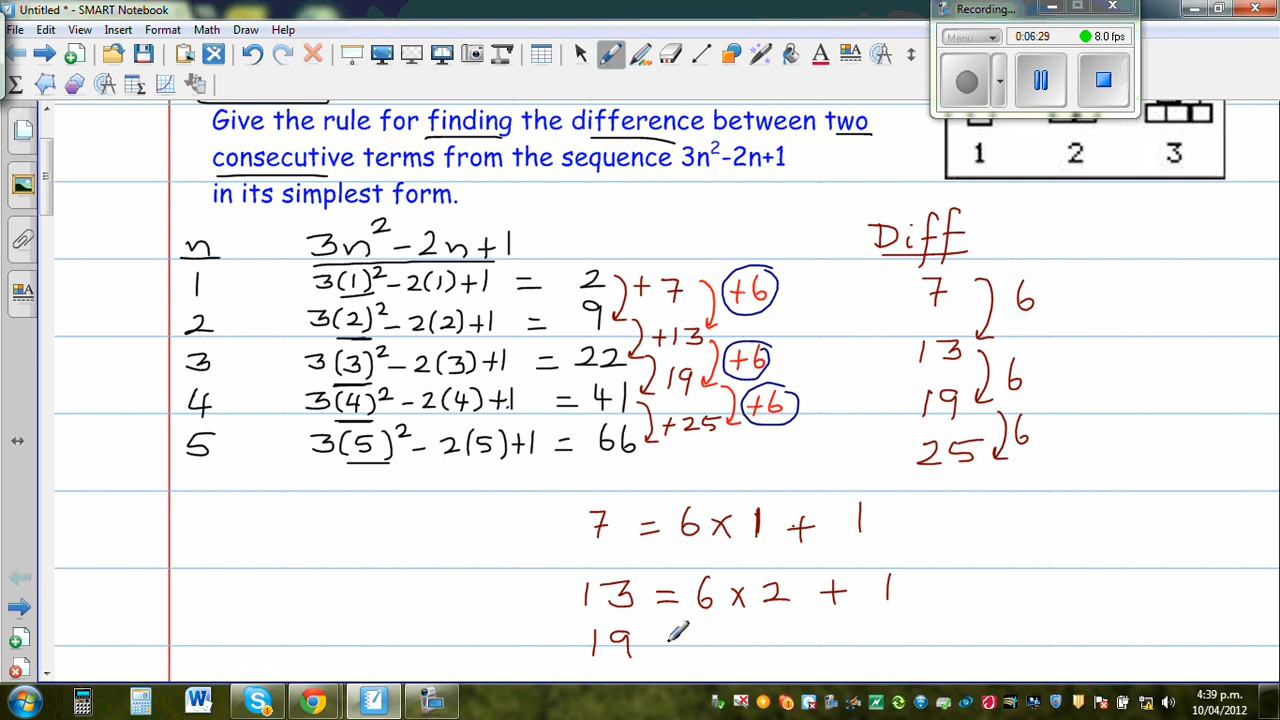 Untitled * - SMART Notebook
File Edit View Insert Format Math Draw Help
Recording...
Menu 0:06:29 8.0 fps
Give the rule for finding the difference between two
consecutive terms from the sequence 3n²-2n+1
in its simplest form.
1 2 3
n 3n² - 2n + 1 Diff
1 3(1)² - 2(1) + 1 = 2 + 7 +6 7 6
2 3(2)² - 2(2) + 1 = 9 +13 13
3 3(3)² - 2(3) + 1 = 22 19 +6 6
4 3(4)² - 2(4) + 1 = 41 +25 +6 19 6
5 3(5)² - 2(5) + 1 = 66 25
7 = 6 × 1 + 1
13 = 6 × 2 + 1
19
4:39 p.m.
10/04/2012